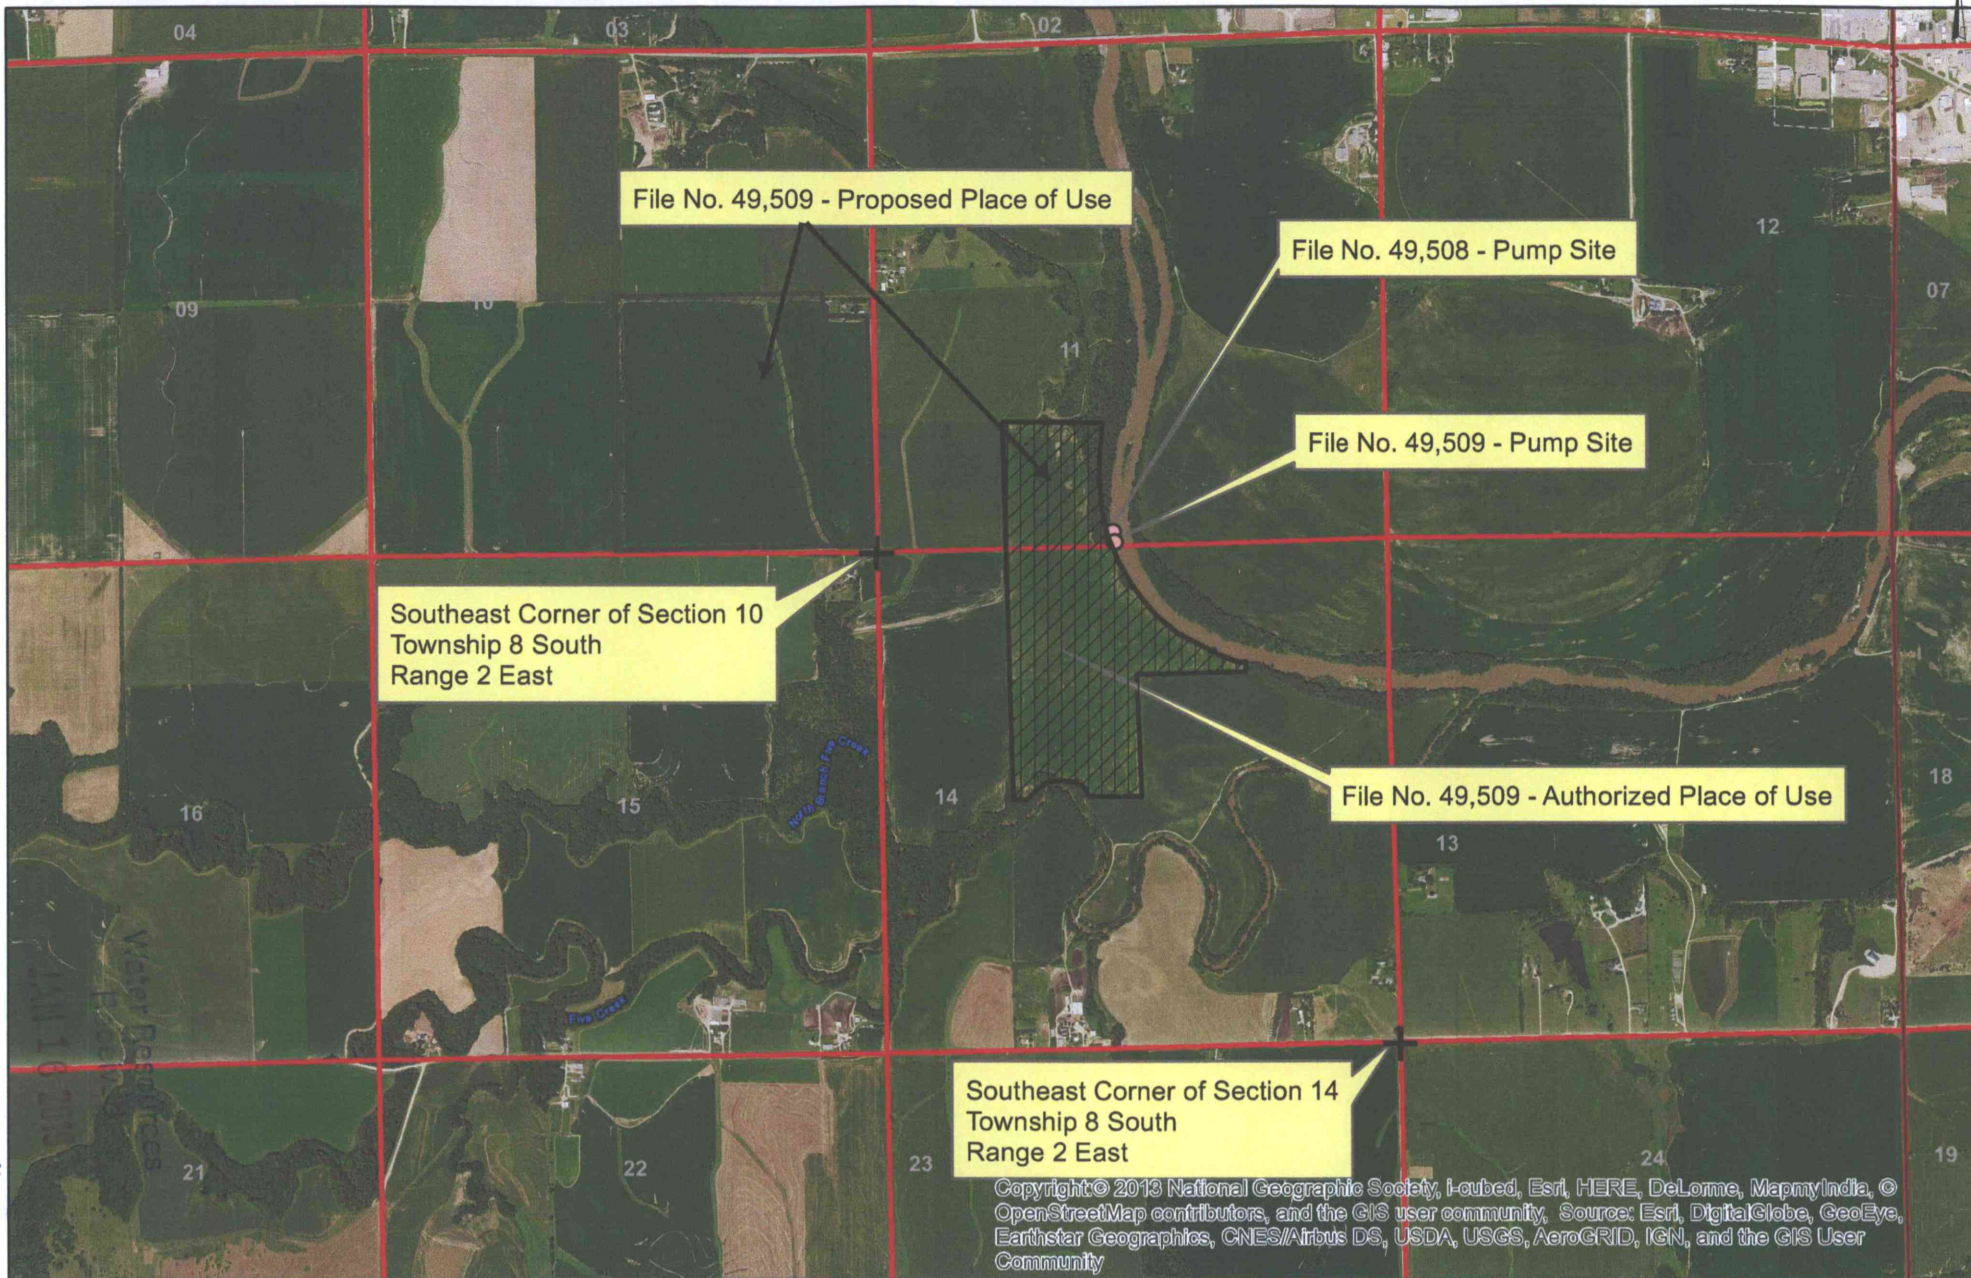 04
03
02
File No. 49,509 - Proposed Place of Use
12
File No. 49,508 - Pump Site
09
10
07
11
File No. 49,509 - Pump Site
Southeast Corner of Section 10
Township 8 South
Range 2 East
North Branch Five Creek
File No. 49,509 - Authorized Place of Use
16
15
14
18
13
Water Resources
Received
Five Creek
Southeast Corner of Section 14
Township 8 South
Range 2 East
21
22
23
24
19
Copyright:© 2013 National Geographic Society, i-cubed, Esri, HERE, DeLorme, MapmyIndia, ©
OpenStreetMap contributors, and the GIS user community, Source: Esri, DigitalGlobe, GeoEye,
Earthstar Geographics, CNES/Airbus DS, USDA, USGS, AeroGRID, IGN, and the GIS User
Community